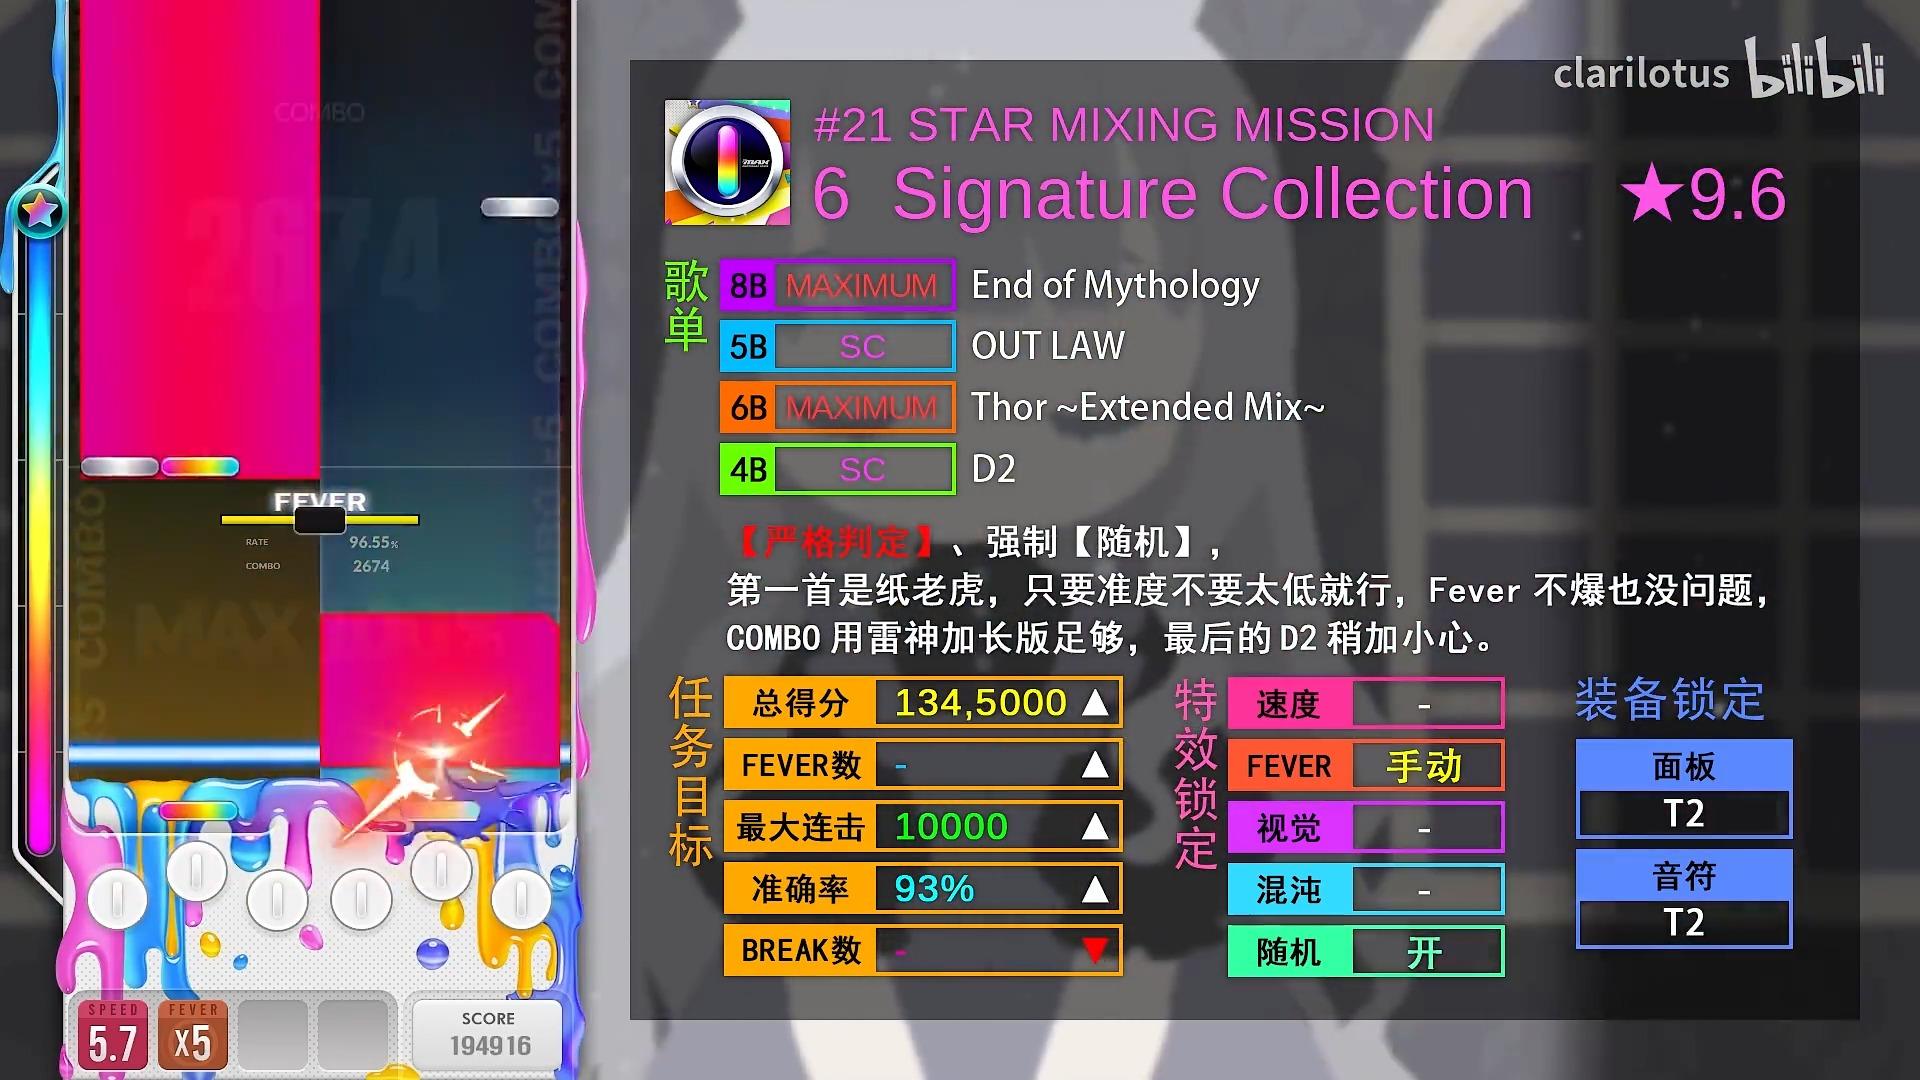 clarilotus bilibili
#21 STAR MIXING MISSION
6 Signature Collection ★9.6
歌单
8B MAXIMUM End of Mythology
5B SC OUT LAW
6B MAXIMUM Thor ~Extended Mix~
4B SC D2
【严格判定】、强制【随机】,
第一首是纸老虎，只要准度不要太低就行，Fever 不爆也没问题，
COMBO 用雷神加长版足够，最后的 D2 稍加小心。
任务目标
总得分 134,5000 ▲
FEVER数 - ▲
最大连击 10000 ▲
准确率 93% ▲
BREAK数 - ▼
特效锁定
速度 -
FEVER 手动
视觉 -
混沌 -
随机 开
装备锁定
面板
T2
音符
T2
COMBO
2674
FEVER
RATE 96.55%
COMBO 2674
SPEED
5.7
FEVER
X5
SCORE
194916